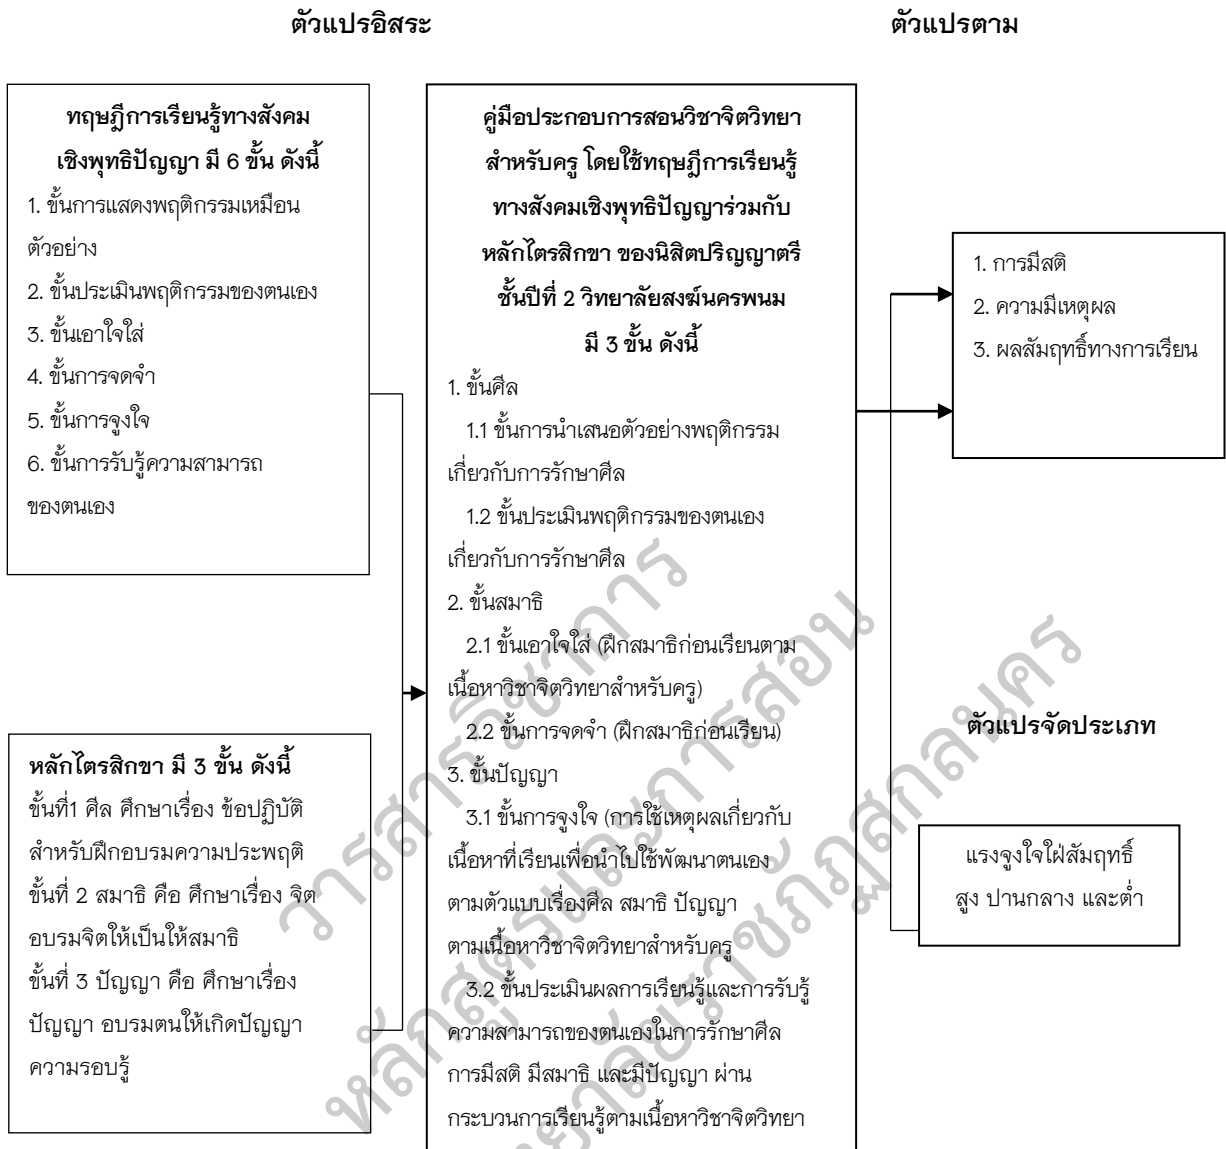 ตัวแปรอิสระ
ตัวแปรตาม
ทฤษฎีการเรียนรู้ทางสังคม
เชิงพุทธิปัญญา มี 6 ขั้น ดังนี้
1. ขั้นการแสดงพฤติกรรมเหมือน
ตัวอย่าง
2. ขั้นประเมินพฤติกรรมของตนเอง
3. ขั้นเอาใจใส่
4. ขั้นการจดจำ
5. ขั้นการจูงใจ
6. ขั้นการรับรู้ความสามารถ
ของตนเอง
หลักไตรสิกขา มี 3 ขั้น ดังนี้
ขั้นที่1 ศีล ศึกษาเรื่อง ข้อปฏิบัติ
สำหรับฝึกอบรมความประพฤติ
ขั้นที่ 2 สมาธิ คือ ศึกษาเรื่อง จิต
อบรมจิตให้เป็นให้สมาธิ
ขั้นที่ 3 ปัญญา คือ ศึกษาเรื่อง
ปัญญา อบรมตนให้เกิดปัญญา
ความรอบรู้
คู่มือประกอบการสอนวิชาจิตวิทยา
สำหรับครู โดยใช้ทฤษฎีการเรียนรู้
ทางสังคมเชิงพุทธิปัญญาร่วมกับ
หลักไตรสิกขา ของนิสิตปริญญาตรี
ชั้นปีที่ 2 วิทยาลัยสงฆ์นครพนม
มี 3 ขั้น ดังนี้
1. ขั้นศีล
1.1 ขั้นการนำเสนอตัวอย่างพฤติกรรม
เกี่ยวกับการรักษาศีล
1.2 ขั้นประเมินพฤติกรรมของตนเอง
เกี่ยวกับการรักษาศีล
2. ขั้นสมาธิ
2.1 ขั้นเอาใจใส่ (ฝึกสมาธิก่อนเรียนตาม
เนื้อหาวิชาจิตวิทยาสำหรับครู)
2.2 ขั้นการจดจำ (ฝึกสมาธิก่อนเรียน)
3. ขั้นปัญญา
3.1 ขั้นการจูงใจ (การใช้เหตุผลเกี่ยวกับ
เนื้อหาที่เรียนเพื่อนำไปใช้พัฒนาตนเอง
ตามตัวแบบเรื่องศีล สมาธิ ปัญญา
ตามเนื้อหาวิชาจิตวิทยาสำหรับครู
3.2 ขั้นประเมินผลการเรียนรู้และการรับรู้
ความสามารถของตนเองในการรักษาศีล
การมีสติ มีสมาธิ และมีปัญญา ผ่าน
กระบวนการเรียนรู้ตามเนื้อหาวิชาจิตวิทยา
1. การมีสติ
2. ความมีเหตุผล
3. ผลสัมฤทธิ์ทางการเรียน
ตัวแปรจัดประเภท
แรงจูงใจใฝ่สัมฤทธิ์
สูง ปานกลาง และต่ำ
วารสารวิชาการ
หลักสูตรและการสอน
ยาลัยราชภัฏสกลนคร